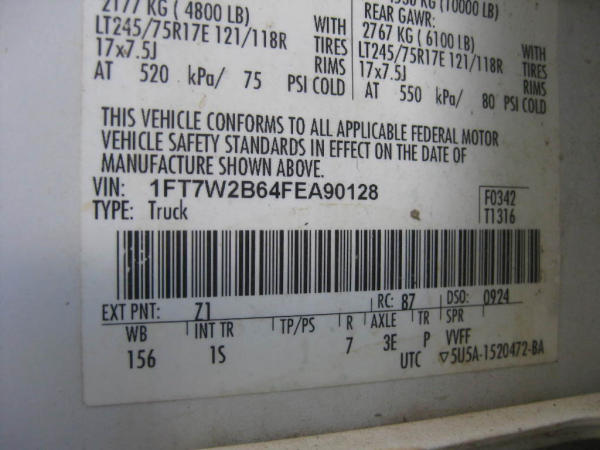 2177 KG ( 4800 LB)
LT245/75R17E 121/118R TIRES
17x7.5J RIMS
AT 520 kPa/ 75 PSI COLD
KG (10000 LB)
REAR GAWR: WITH
2767 KG ( 6100 LB)
LT245/75R17E 121/118R TIRES
17x7.5J RIMS
AT 550 kPa/ 80 PSI COLD
THIS VEHICLE CONFORMS TO ALL APPLICABLE FEDERAL MOTOR
VEHICLE SAFETY STANDARDS IN EFFECT ON THE DATE OF
MANUFACTURE SHOWN ABOVE.
VIN: 1FT7W2B64FEA90128
TYPE: Truck
F0342
T1316
EXT PNT: Z1 RC: 87 DSO: 0924
WB INT TR TP/PS R AXLE TR SPR
156 1S 7 3E P VVFF
UTC ▽5U5A-1520472-BA